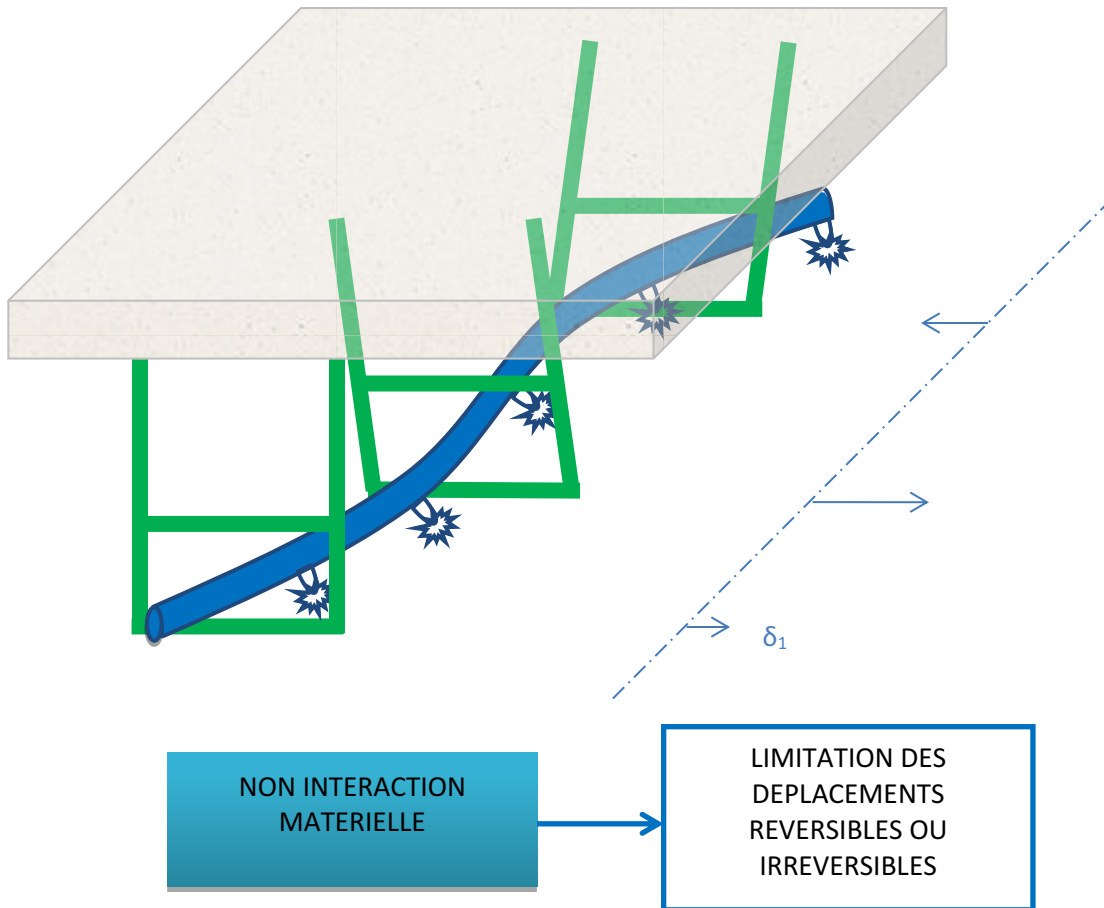 δ₁
NON INTERACTION
MATERIELLE
LIMITATION DES
DEPLACEMENTS
REVERSIBLES OU
IRREVERSIBLES